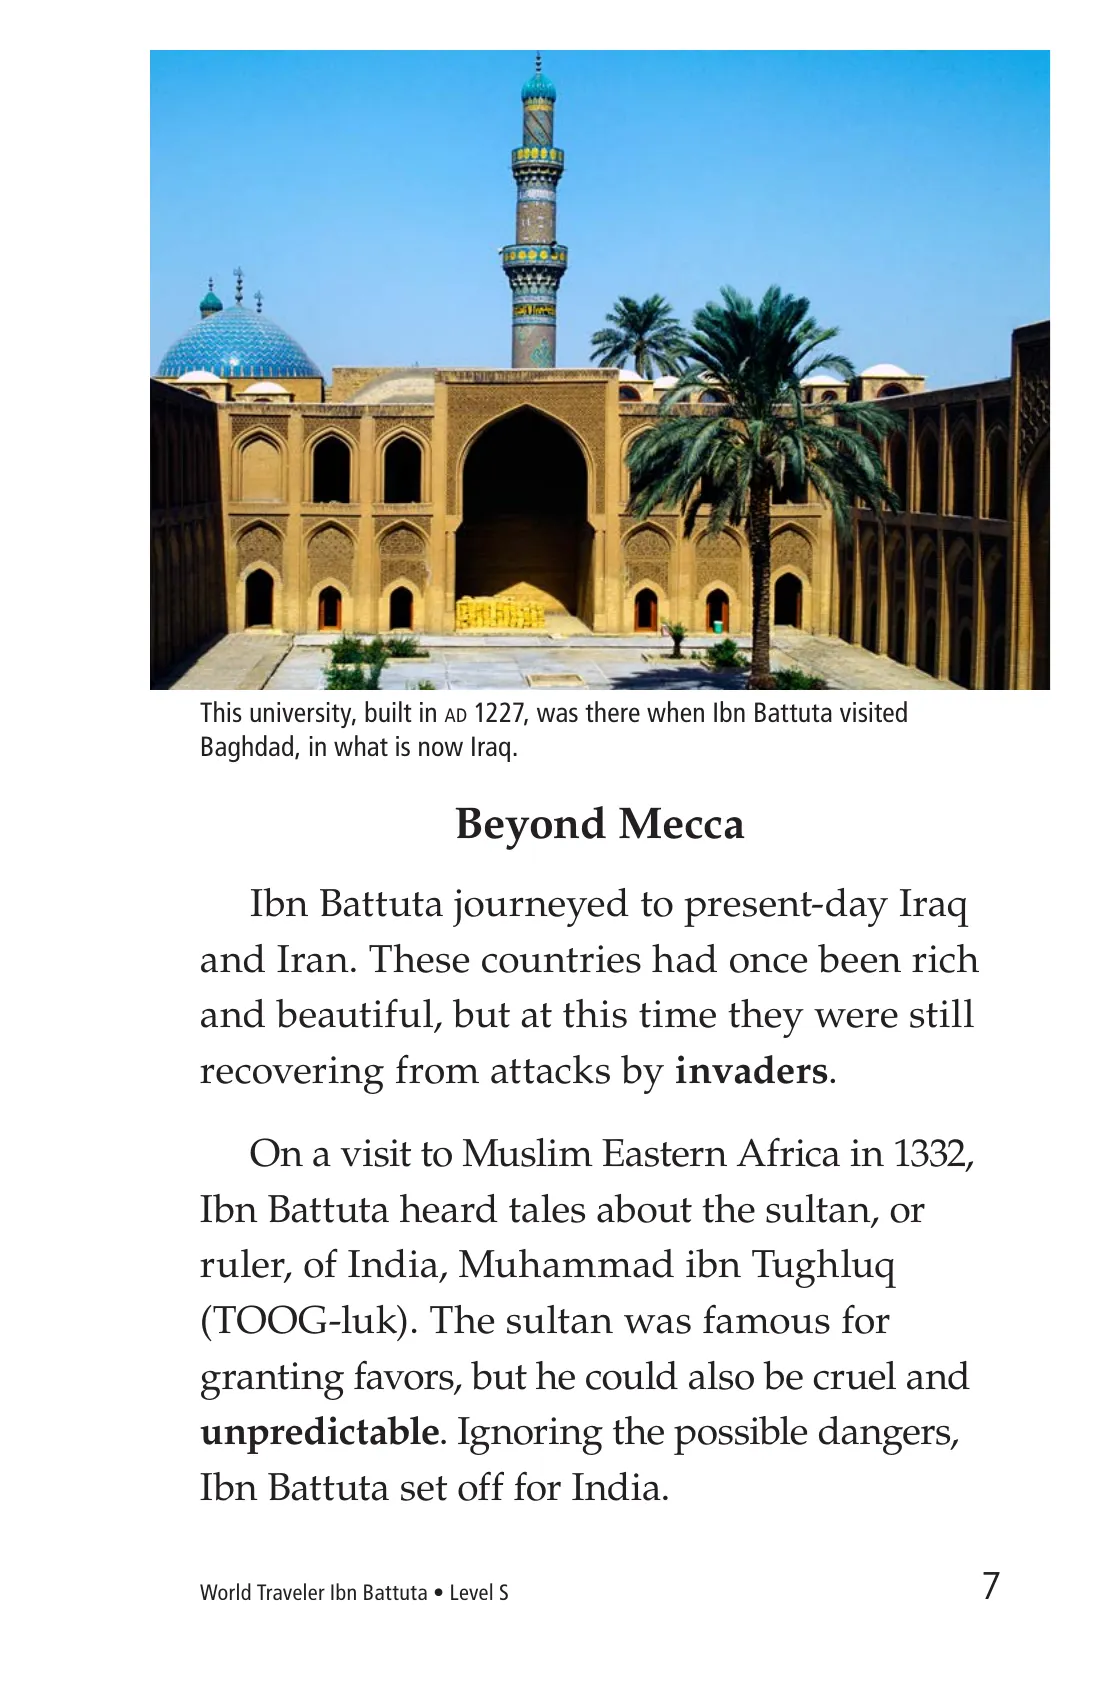 This university, built in AD 1227, was there when Ibn Battuta visited
Baghdad, in what is now Iraq.
Beyond Mecca
Ibn Battuta journeyed to present-day Iraq
and Iran. These countries had once been rich
and beautiful, but at this time they were still
recovering from attacks by invaders.
On a visit to Muslim Eastern Africa in 1332,
Ibn Battuta heard tales about the sultan, or
ruler, of India, Muhammad ibn Tughluq
(TOOG-luk). The sultan was famous for
granting favors, but he could also be cruel and
unpredictable. Ignoring the possible dangers,
Ibn Battuta set off for India.
World Traveler Ibn Battuta • Level S
7